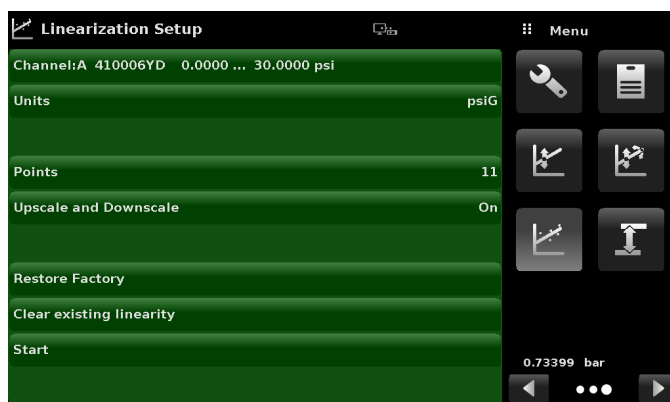 Linearization Setup
Menu
Channel:A 410006YD 0.0000 ... 30.0000 psi
Units psiG
Points 11
Upscale and Downscale On
Restore Factory
Clear existing linearity
Start
0.73399 bar